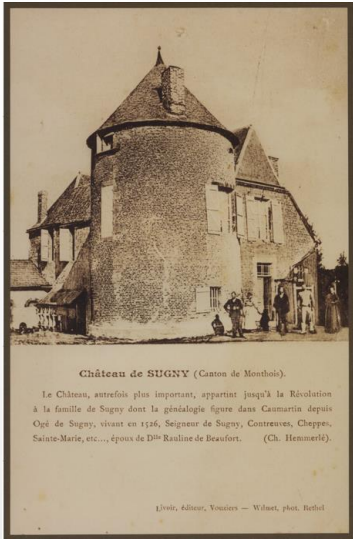 Château de SUGNY (Canton de Monthois).
Le Château, autrefois plus important, appartint jusqu'à la Révolution
à la famille de Sugny dont la généalogie figure dans Caumartin depuis
Ogé de Sugny, vivant en 1526, Seigneur de Sugny, Contreuves, Cheppes,
Sainte-Marie, etc..., époux de Dlle Rauline de Beaufort. (Ch. Hemmerlé).
Livoir, éditeur, Vouziers — Wilmet, phot. Rethel